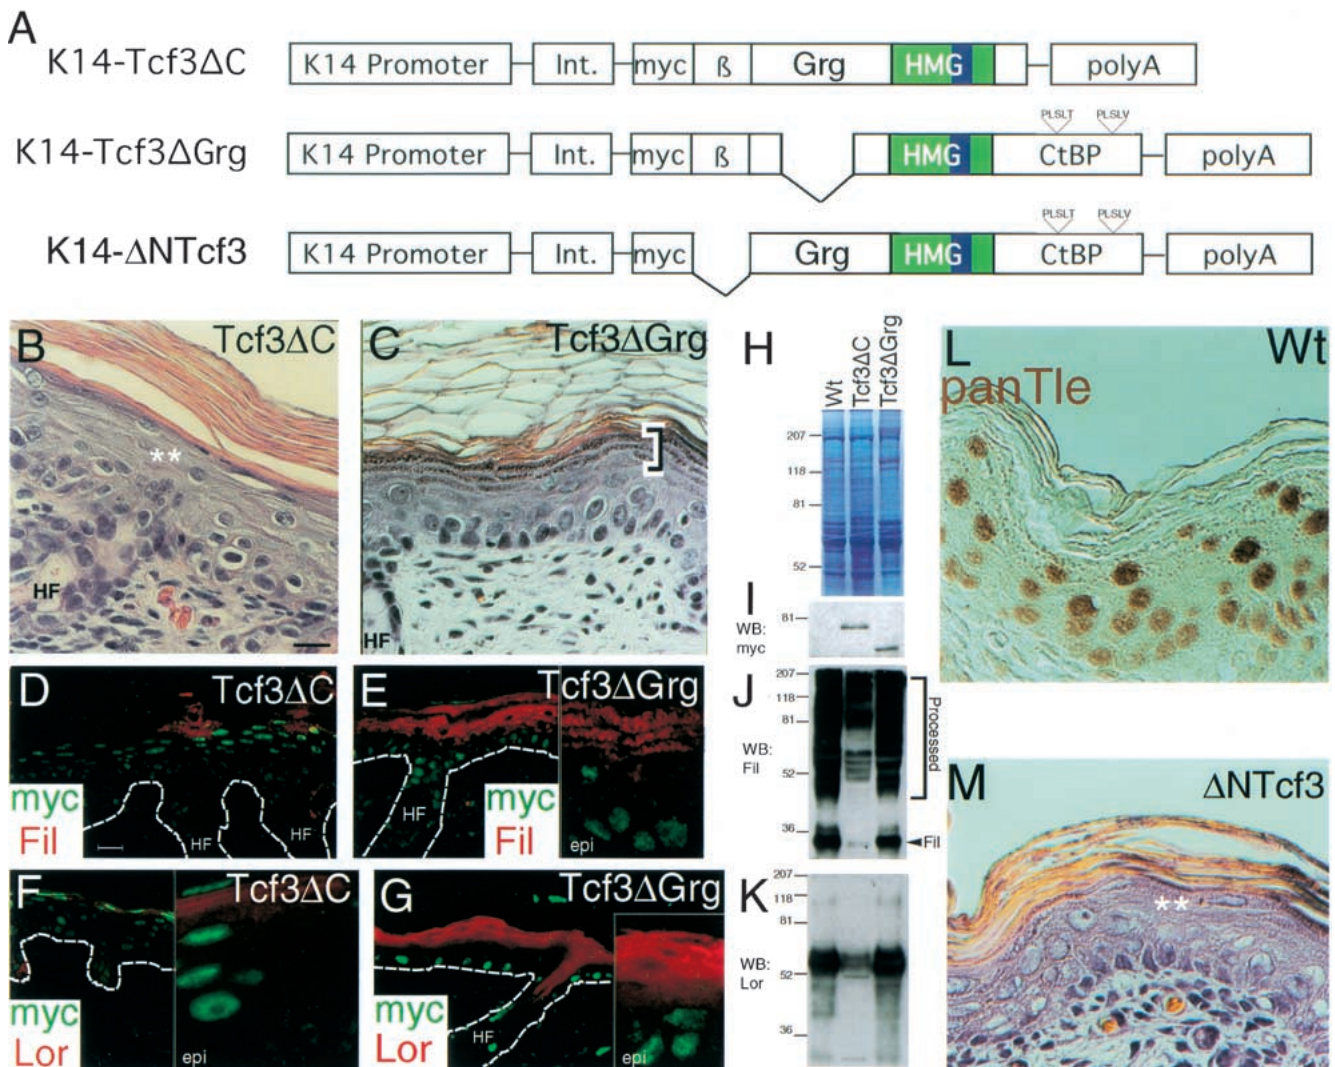 A
K14-Tcf3ΔC
K14 Promoter
Int.
myc
ß
Grg
HMG
polyA
PLSLT
PLSLV
K14-Tcf3ΔGrg
K14 Promoter
Int.
myc
ß
HMG
CtBP
polyA
PLSLT
PLSLV
K14-ΔNTcf3
K14 Promoter
Int.
myc
Grg
HMG
CtBP
polyA
B
Tcf3ΔC
**
HF
C
Tcf3ΔGrg
HF
D
Tcf3ΔC
myc
Fil
HF
HF
E
Tcf3ΔGrg
HF
myc
Fil
epi
F
Tcf3ΔC
myc
Lor
epi
G
Tcf3ΔGrg
myc
Lor
HF
epi
H
Wt
Tcf3ΔC
Tcf3ΔGrg
207
118
81
52
I
81
WB:
myc
J
207
118
81
WB:
Fil
52
36
Processed
Fil
K
207
118
81
WB:
Lor
52
36
L
Wt
panTle
M
ΔNTcf3
**